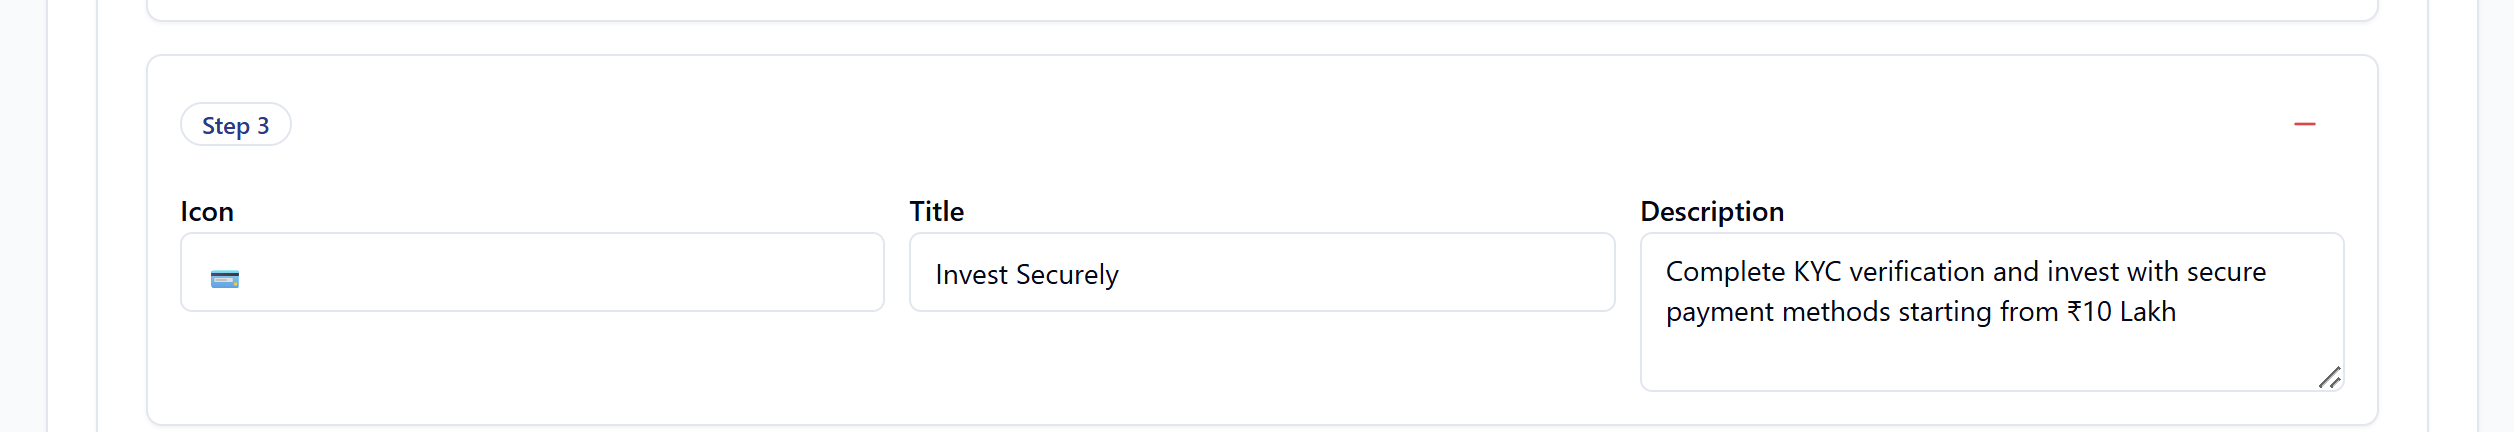 Step 3
Icon
Title
Description
💳
Invest Securely
Complete KYC verification and invest with secure
payment methods starting from ₹10 Lakh